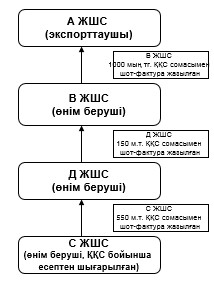 А ЖШС
(экспорттаушы)
В ЖШС
1000 мың тг. ҚҚС сомасымен
шот-фактура жазылған
В ЖШС
(өнім беруші)
Д ЖШС
150 м.т. ҚҚС сомасымен
шот-фактура жазылған
Д ЖШС
(өнім беруші)
С ЖШС
550 м.т. ҚҚС сомасымен
шот-фактура жазылған
С ЖШС
(өнім беруші, ҚҚС бойынша
есептен шығарылған)